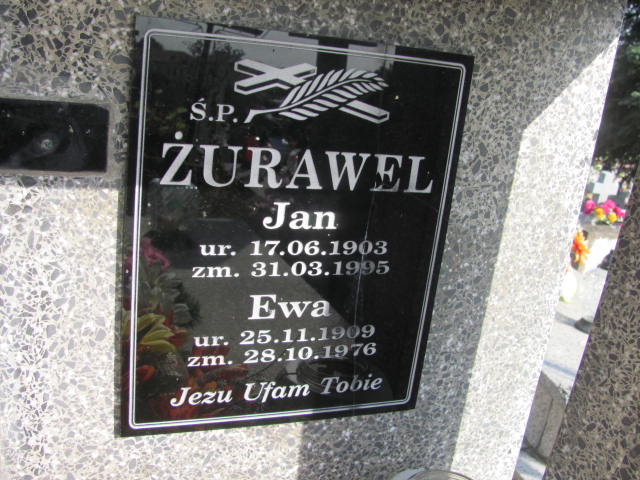 Ś.P.
ŻURAWEL
Jan
ur. 17.06.1903
zm. 31.03.1995
Ewa
ur. 25.11.1909
zm. 28.10.1976
Jezu Ufam Tobie